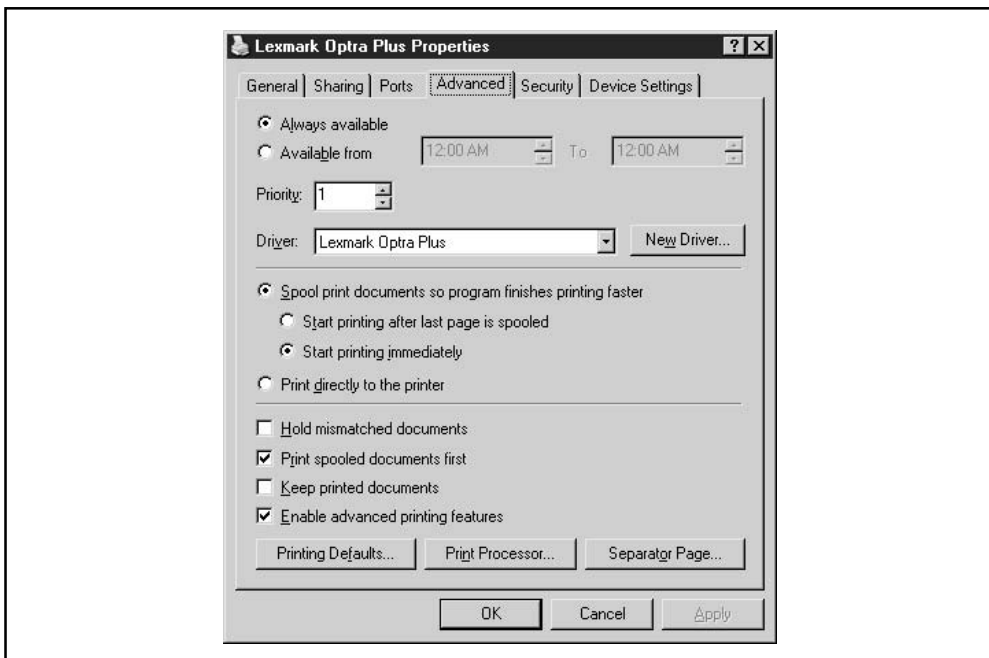 Lexmark Optra Plus Properties
General Sharing Ports Advanced Security Device Settings
Always available
Available from 12:00 AM To 12:00 AM
Priority: 1
Driver: Lexmark Optra Plus New Driver...
Spool print documents so program finishes printing faster
Start printing after last page is spooled
Start printing immediately
Print directly to the printer
Hold mismatched documents
Print spooled documents first
Keep printed documents
Enable advanced printing features
Printing Defaults... Print Processor... Separator Page...
OK Cancel Apply